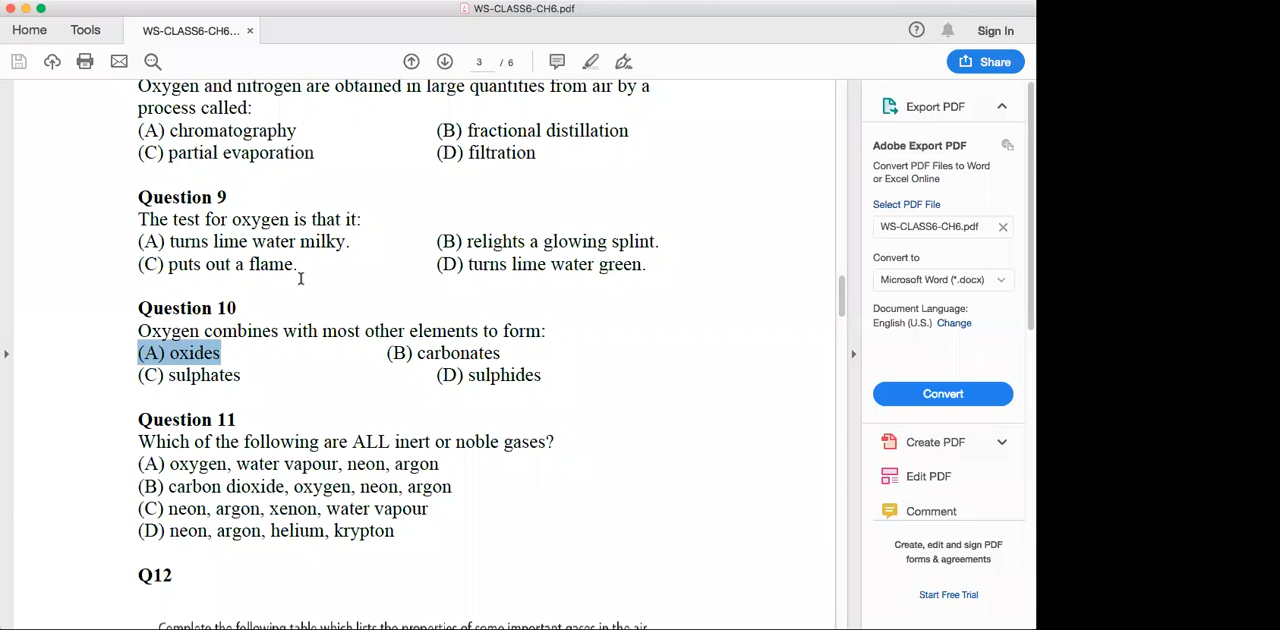 WS-CLASS6-CH6.pdf
Home Tools WS-CLASS6-CH6... × Sign In
3 / 6 Share
Oxygen and nitrogen are obtained in large quantities from air by a
process called:
(A) chromatography (B) fractional distillation
(C) partial evaporation (D) filtration
Question 9
The test for oxygen is that it:
(A) turns lime water milky. (B) relights a glowing splint.
(C) puts out a flame. (D) turns lime water green.
Question 10
Oxygen combines with most other elements to form:
(A) oxides (B) carbonates
(C) sulphates (D) sulphides
Question 11
Which of the following are ALL inert or noble gases?
(A) oxygen, water vapour, neon, argon
(B) carbon dioxide, oxygen, neon, argon
(C) neon, argon, xenon, water vapour
(D) neon, argon, helium, krypton
Q12
Complete the following table which lists the properties of some important gases in the air
Export PDF
Adobe Export PDF
Convert PDF Files to Word
or Excel Online
Select PDF File
WS-CLASS6-CH6.pdf
Convert to
Microsoft Word (*.docx)
Document Language:
English (U.S.) Change
Convert
Create PDF
Edit PDF
Comment
Create, edit and sign PDF
forms & agreements
Start Free Trial